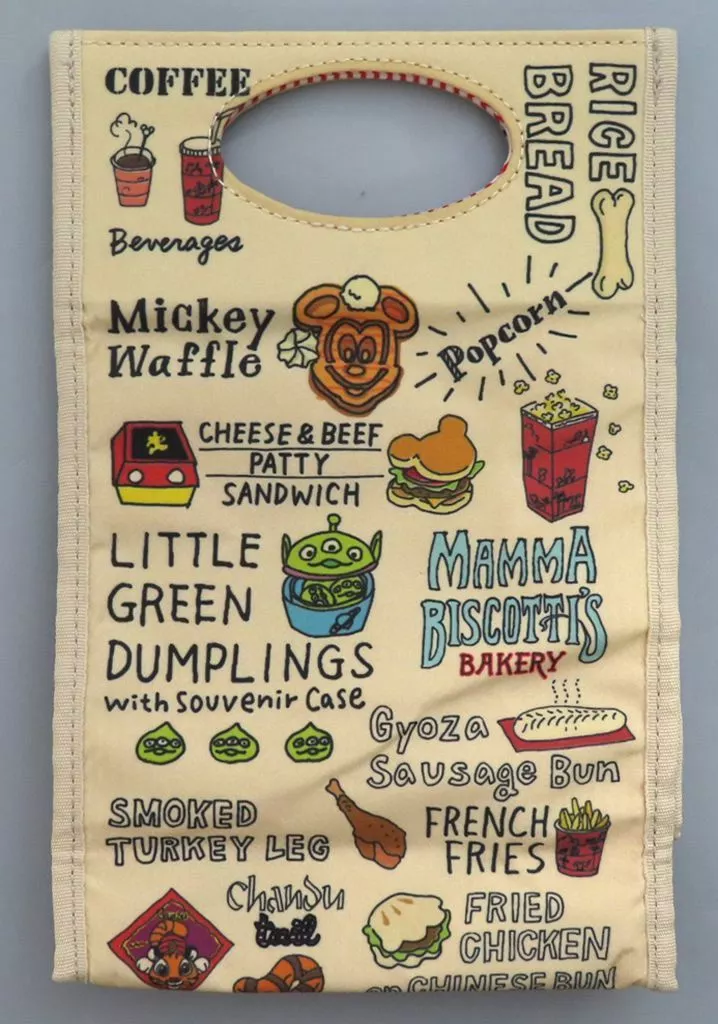 COFFEE
Beverages
RICE
BREAD
Mickey
Waffle
Popcorn
CHEESE & BEEF
PATTY
SANDWICH
LITTLE
GREEN
DUMPLINGS
with Souvenir Case
MAMMA
BISCOTTI'S
BAKERY
Gyoza
Sausage Bun
SMOKED
TURKEY LEG
FRENCH
FRIES
Chandu
tail
FRIED
CHICKEN
CHINESE BUN